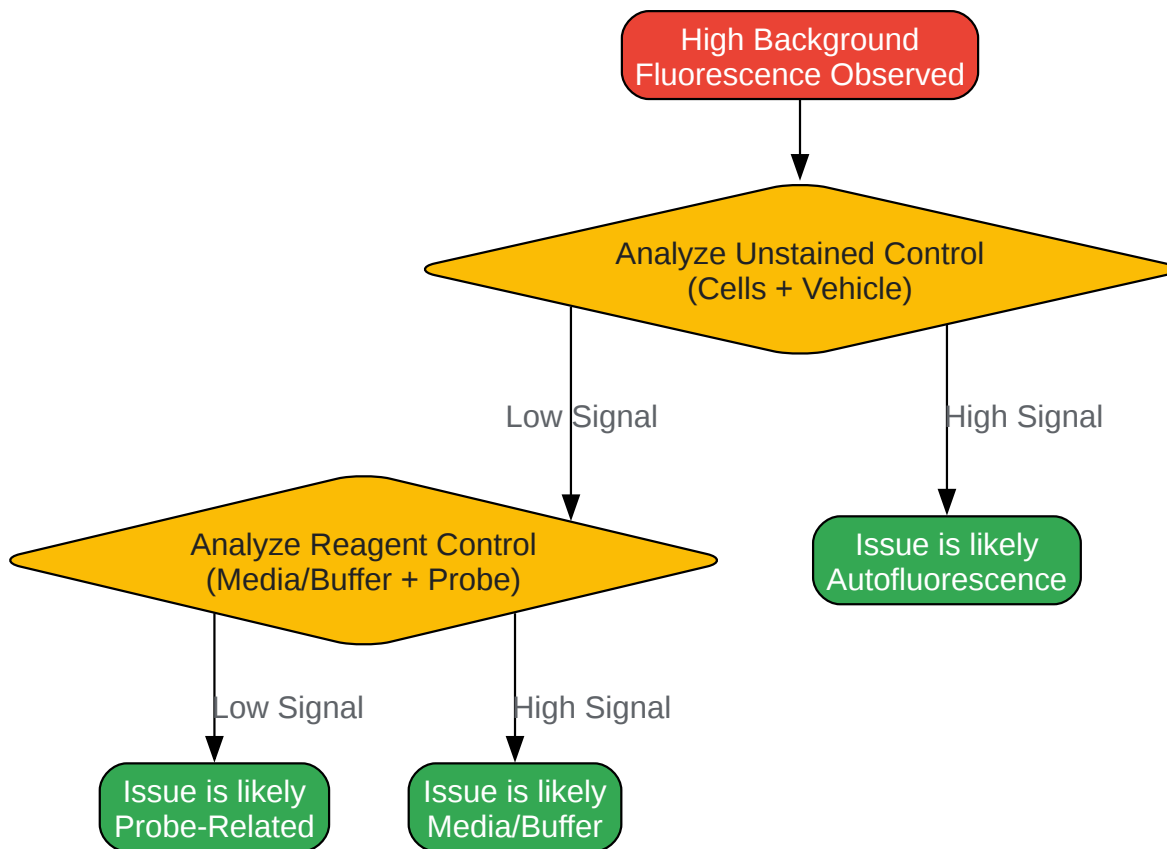 High Background
Fluorescence Observed
Analyze Unstained Control
(Cells + Vehicle)
Low Signal
High Signal
Analyze Reagent Control
(Media/Buffer + Probe)
Issue is likely
Autofluorescence
Low Signal
High Signal
Issue is likely
Probe-Related
Issue is likely
Media/Buffer